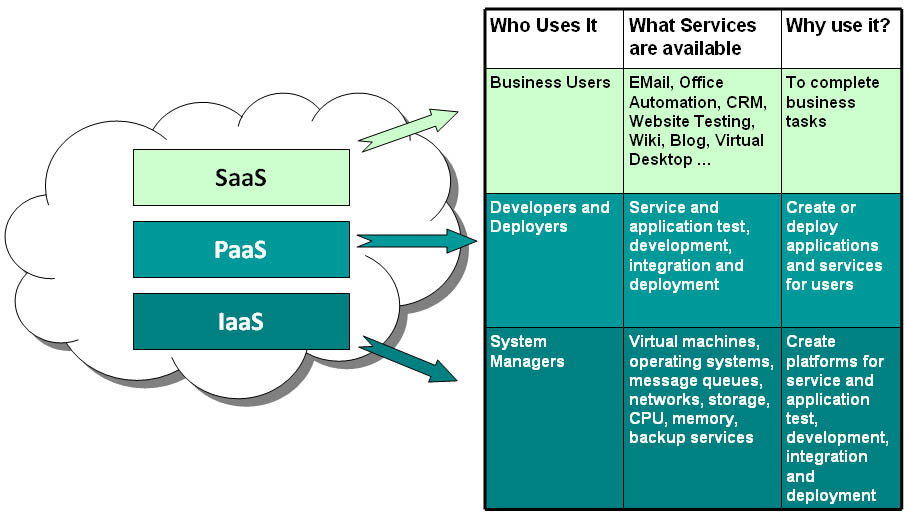 SaaS
PaaS
IaaS
Who Uses It
What Services
are available
Why use it?
Business Users
EMail, Office
Automation, CRM,
Website Testing,
Wiki, Blog, Virtual
Desktop ...
To complete
business
tasks
Developers and
Deployers
Service and
application test,
development,
integration and
deployment
Create or
deploy
applications
and services
for users
System
Managers
Virtual machines,
operating systems,
message queues,
networks, storage,
CPU, memory,
backup services
Create
platforms for
service and
application
test,
development,
integration
and
deployment